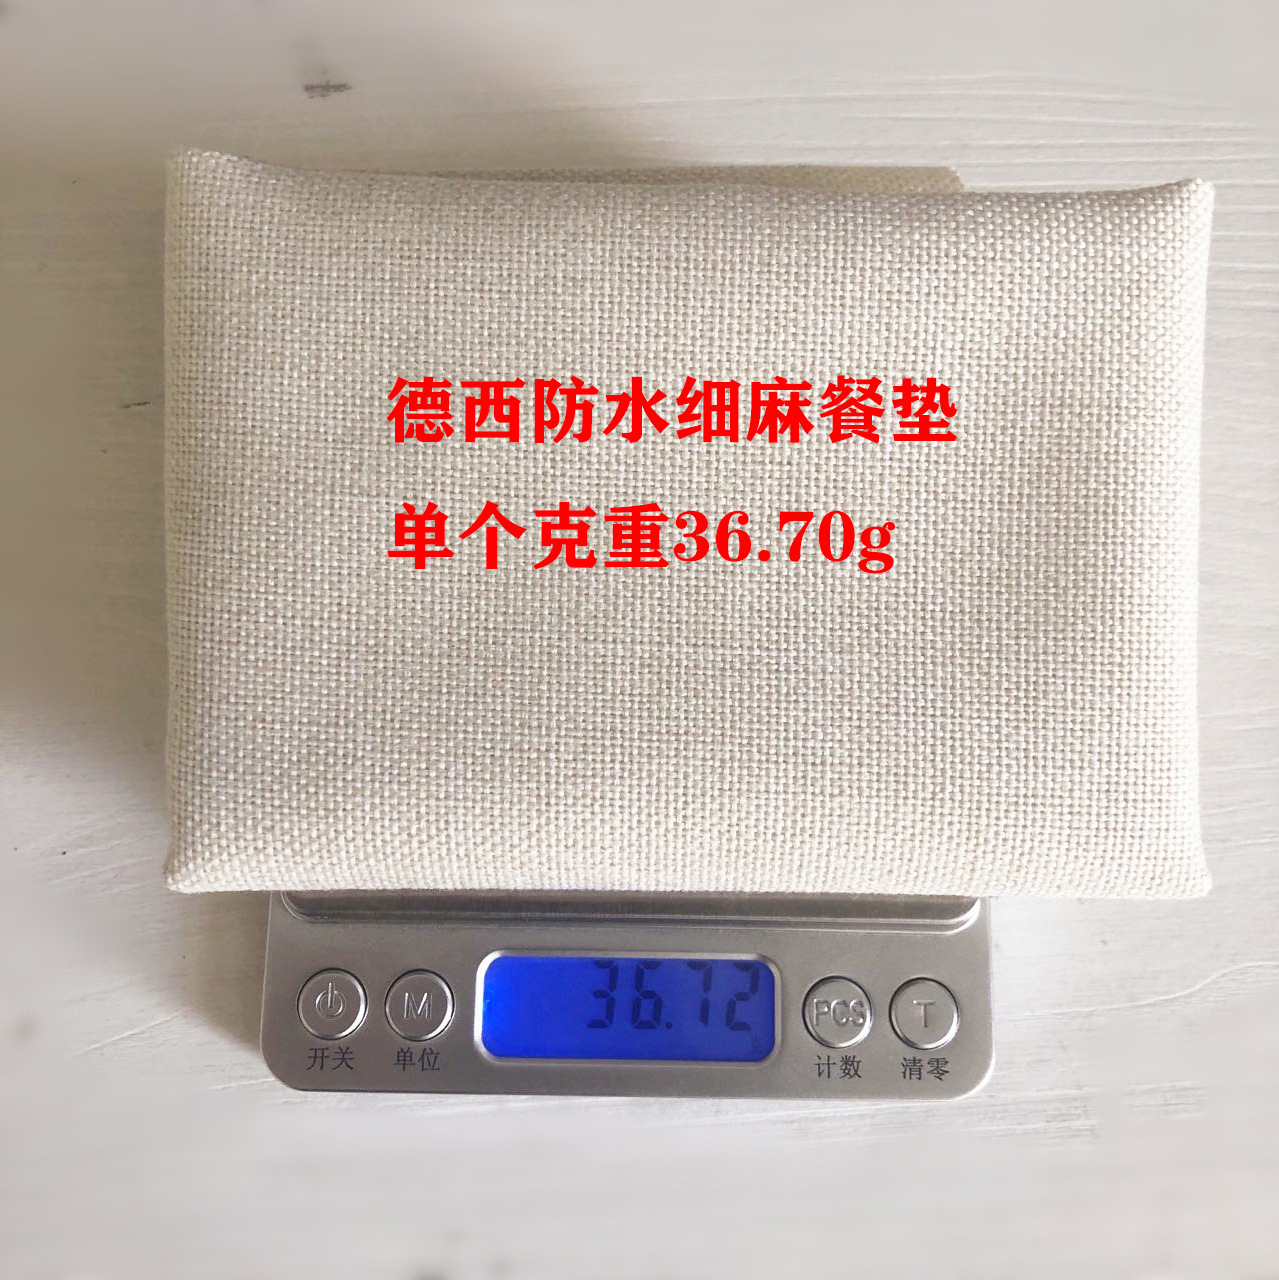 德西防水细麻餐垫
单个克重36.70g
36.72
M PCS T
开关 单位 计数 清零